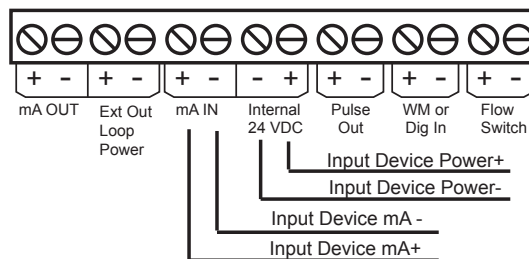 + - + - + - - + + - + - + -
mA OUT
Ext Out
Loop
Power
mA IN
Internal
24 VDC
Pulse
Out
WM or
Dig In
Flow
Switch
Input Device Power+
Input Device Power-
Input Device mA -
Input Device mA+